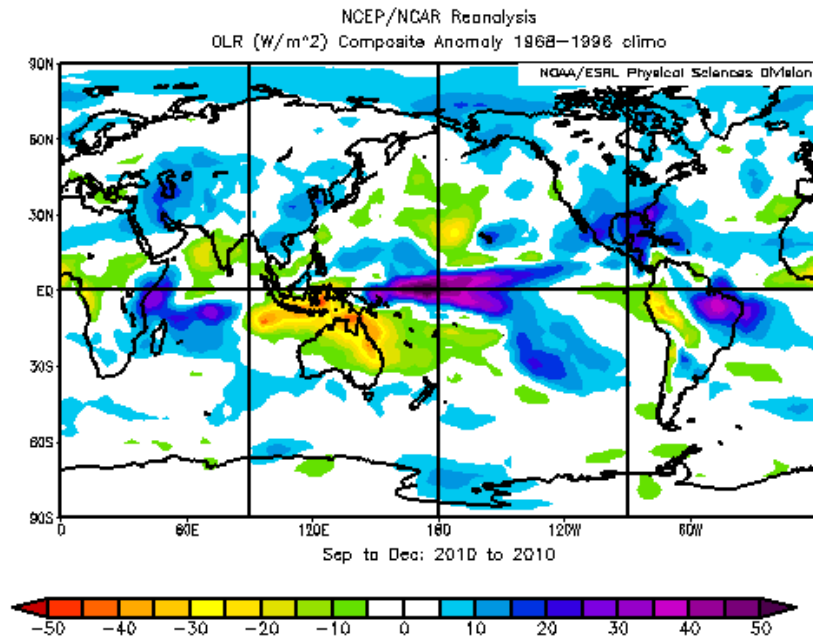 NCEP/NCAR Reanalysis
OLR (W/m^2) Composite Anomaly 1968-1996 climo
NOAA/ESRL Physical Sciences Division
90N
60N
30N
EQ
30S
60S
90S
0 60E 120E 180 120W 60W
Sep to Dec: 2010 to 2010
-50 -40 -30 -20 -10 0 10 20 30 40 50